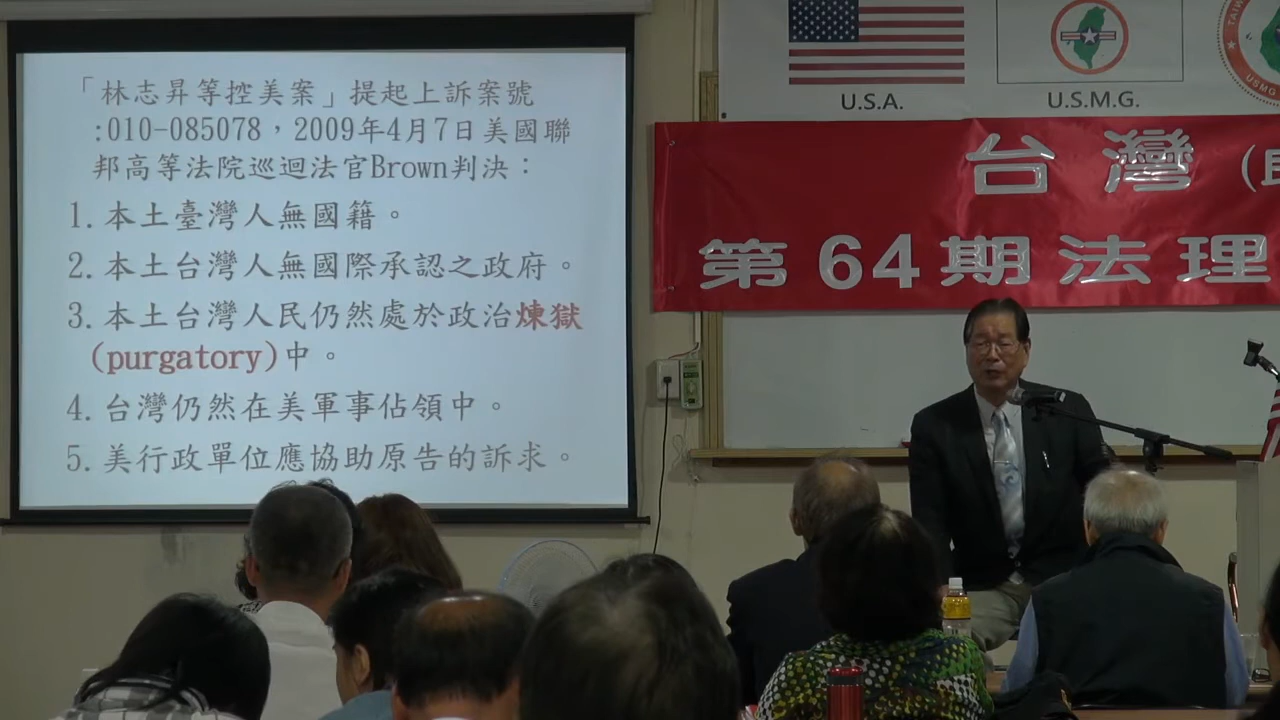 「林志昇等控美案」提起上訴案號
:010-085078，2009年4月7日美國聯
邦高等法院巡迴法官Brown判決：
1.本土臺灣人無國籍。
2.本土台灣人無國際承認之政府。
3.本土台灣人民仍然處於政治煉獄
(purgatory)中。
4.台灣仍然在美軍事佔領中。
5.美行政單位應協助原告的訴求。
U.S.A.
U.S.M.G.
USMG
台灣(
第64期法理